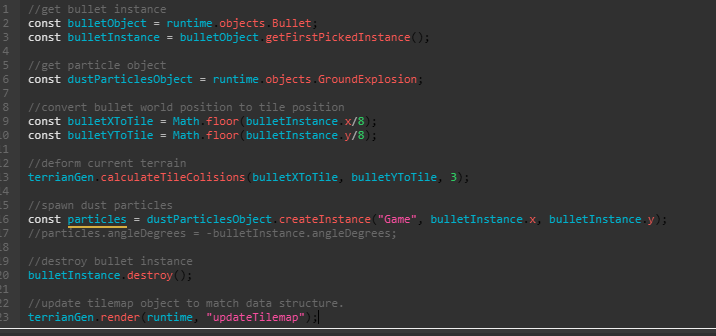 1 //get bullet instance
2 const bulletObject = runtime.objects.Bullet;
3 const bulletInstance = bulletObject.getFirstPickedInstance();
4
5 //get particle object
6 const dustParticlesObject = runtime.objects.GroundExplosion;
7
8 //convert bullet world position to tile position
9 const bulletXToTile = Math.floor(bulletInstance.x/8);
10 const bulletYToTile = Math.floor(bulletInstance.y/8);
11
12 //deform current terrain
13 terrianGen.calculateTileColisions(bulletXToTile, bulletYToTile, 3);
14
15 //spawn dust particles
16 const particles = dustParticlesObject.createInstance("Game", bulletInstance.x, bulletInstance.y);
17 //particles.angleDegrees = -bulletInstance.angleDegrees;
18
19 //destroy bullet instance
20 bulletInstance.destroy();
21
22 //update tilemap object to match data structure.
23 terrianGen.render(runtime, "updateTilemap");